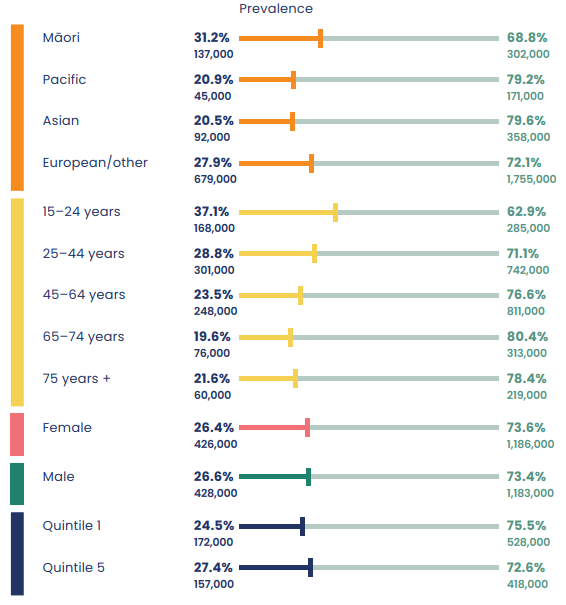 Prevalence
Māori 31.2% 68.8%
137,000 302,000
Pacific 20.9% 79.2%
45,000 171,000
Asian 20.5% 79.6%
92,000 358,000
European/other 27.9% 72.1%
679,000 1,755,000
15–24 years 37.1% 62.9%
168,000 285,000
25–44 years 28.8% 71.1%
301,000 742,000
45–64 years 23.5% 76.6%
248,000 811,000
65–74 years 19.6% 80.4%
76,000 313,000
75 years + 21.6% 78.4%
60,000 219,000
Female 26.4% 73.6%
426,000 1,186,000
Male 26.6% 73.4%
428,000 1,183,000
Quintile 1 24.5% 75.5%
172,000 528,000
Quintile 5 27.4% 72.6%
157,000 418,000